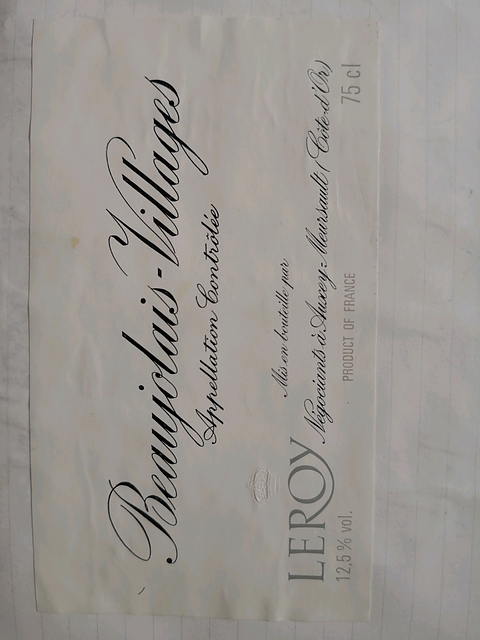 Beaujolais-Villages
Appellation Contrôlée
Mis en bouteille par
LEROY Négociants à Auxey-Meursault (Côte-d'Or)
12,5 % vol. PRODUCT OF FRANCE 75 cl